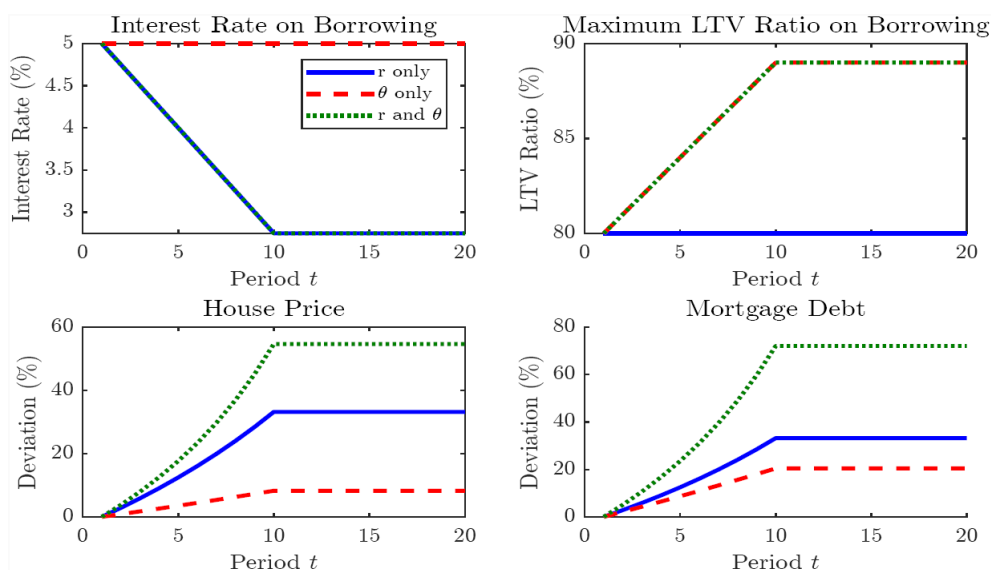 Interest Rate on Borrowing
Interest Rate (%)
5
4.5
4
3.5
3
0
5
10
15
20
Period t
r only
θ only
r and θ
Maximum LTV Ratio on Borrowing
LTV Ratio (%)
90
85
80
0
5
10
15
20
Period t
House Price
Deviation (%)
60
40
20
0
0
5
10
15
20
Period t
Mortgage Debt
Deviation (%)
80
60
40
20
0
0
5
10
15
20
Period t